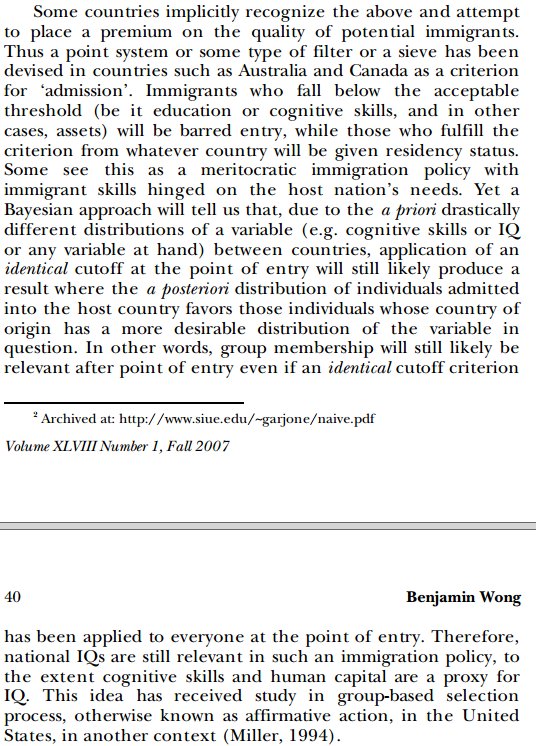 Some countries implicitly recognize the above and attempt
to place a premium on the quality of potential immigrants.
Thus a point system or some type of filter or a sieve has been
devised in countries such as Australia and Canada as a criterion
for ‘admission’. Immigrants who fall below the acceptable
threshold (be it education or cognitive skills, and in other
cases, assets) will be barred entry, while those who fulfill the
criterion from whatever country will be given residency status.
Some see this as a meritocratic immigration policy with
immigrant skills hinged on the host nation’s needs. Yet a
Bayesian approach will tell us that, due to the a priori drastically
different distributions of a variable (e.g. cognitive skills or IQ
or any variable at hand) between countries, application of an
identical cutoff at the point of entry will still likely produce a
result where the a posteriori distribution of individuals admitted
into the host country favors those individuals whose country of
origin has a more desirable distribution of the variable in
question. In other words, group membership will still likely be
relevant after point of entry even if an identical cutoff criterion
² Archived at: http://www.siue.edu/~garjone/naive.pdf
Volume XLVIII Number 1, Fall 2007
40 Benjamin Wong
has been applied to everyone at the point of entry. Therefore,
national IQs are still relevant in such an immigration policy, to
the extent cognitive skills and human capital are a proxy for
IQ. This idea has received study in group-based selection
process, otherwise known as affirmative action, in the United
States, in another context (Miller, 1994).